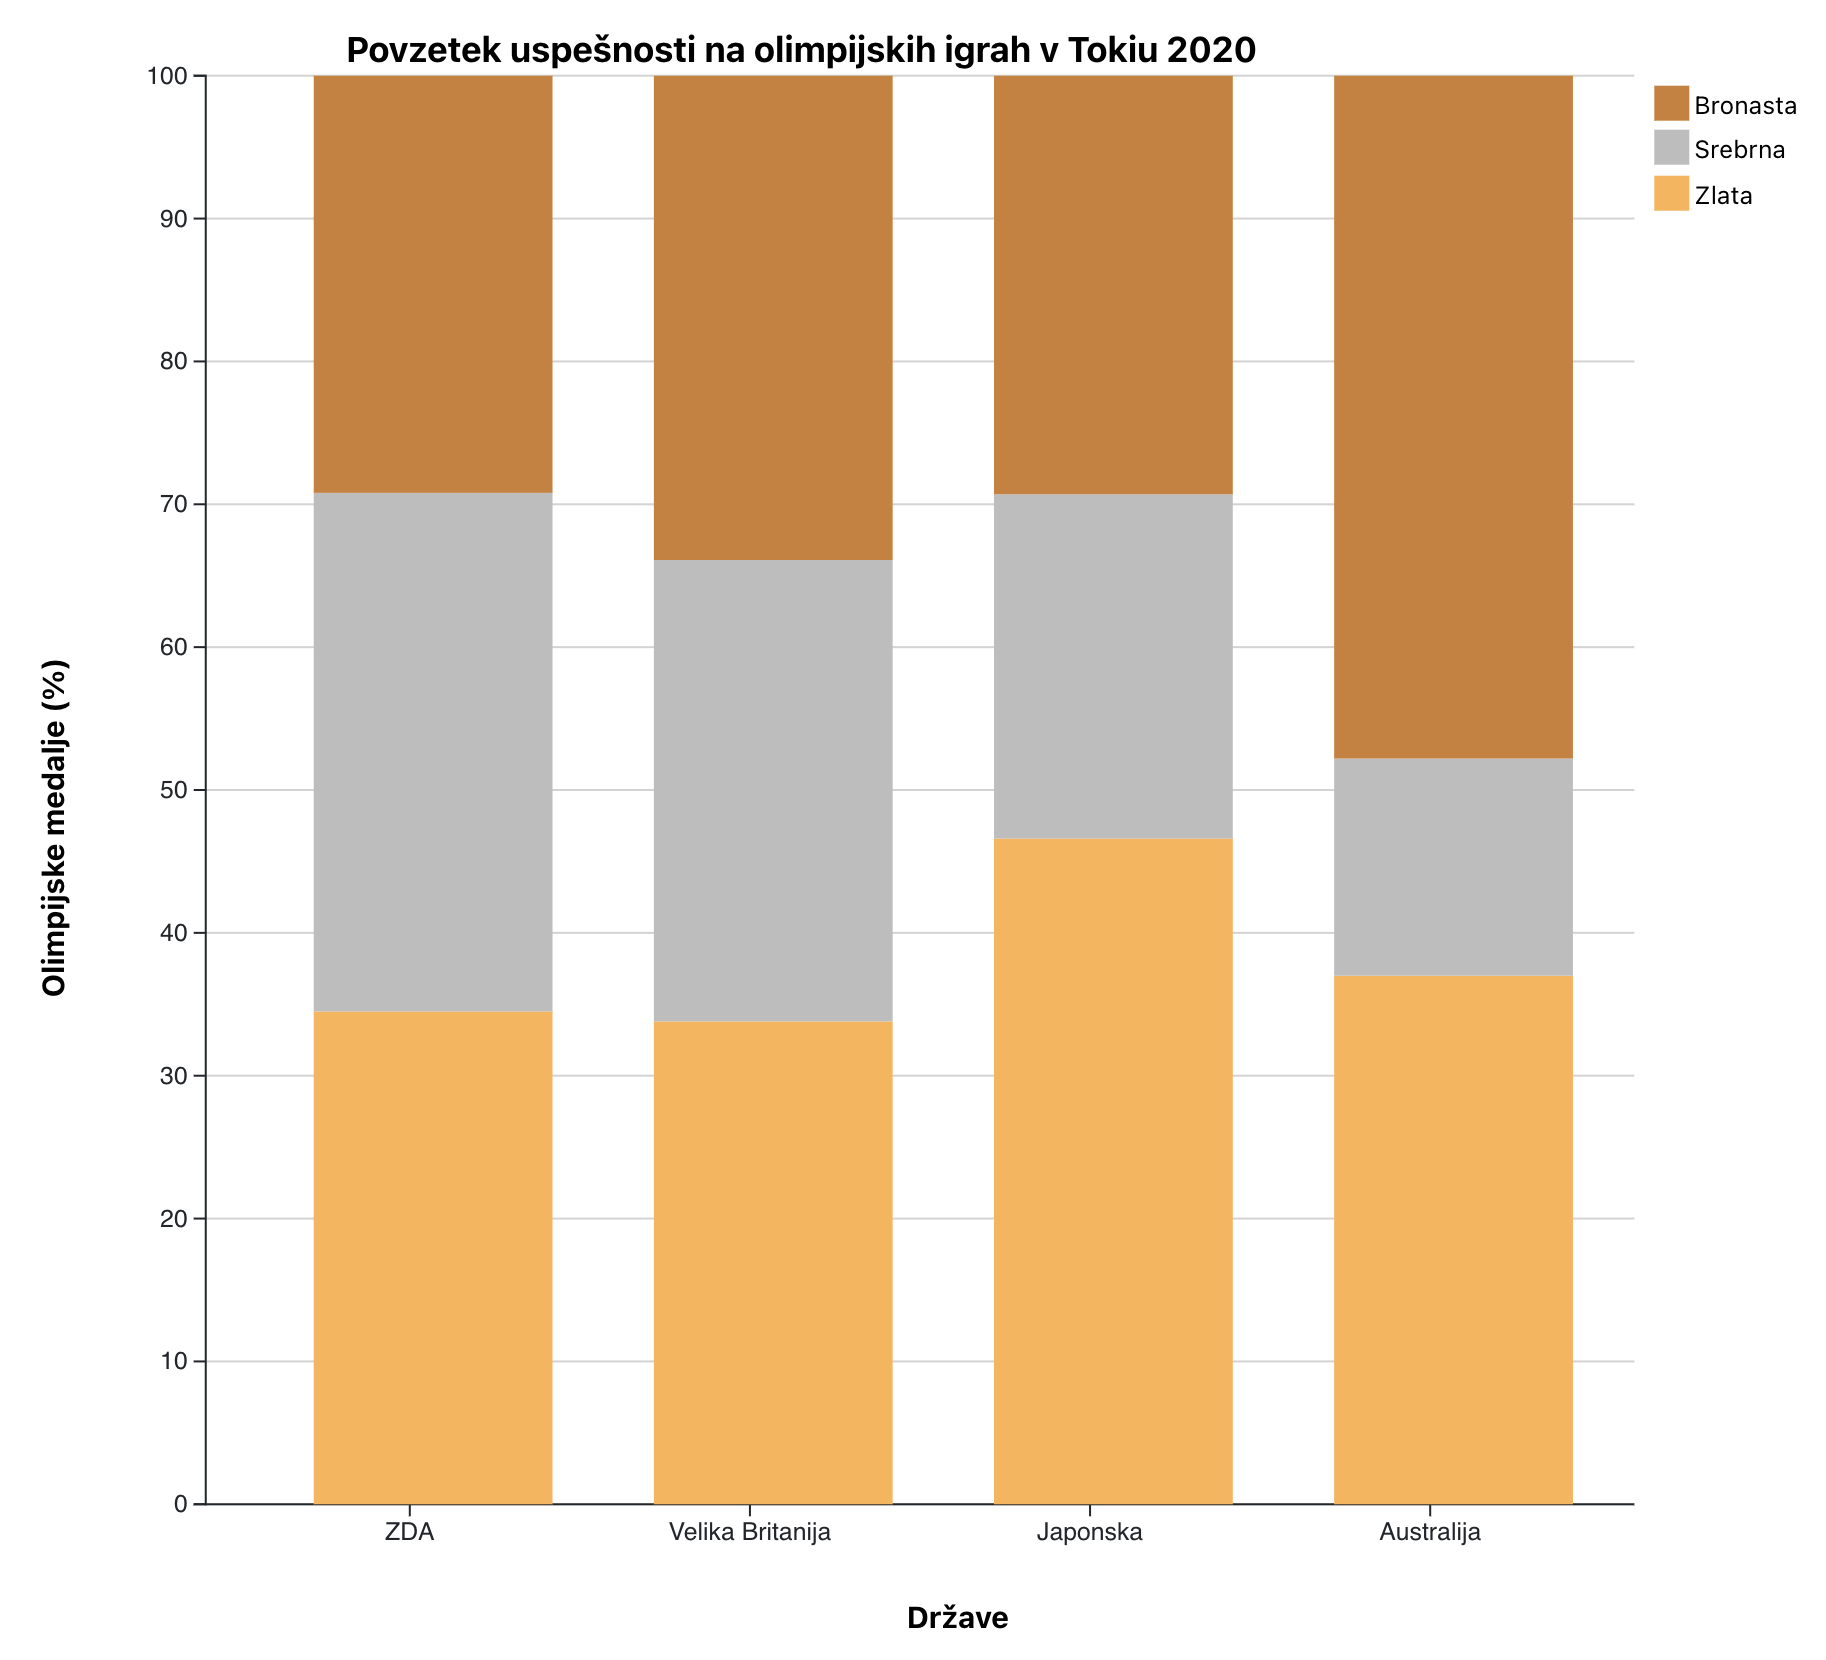 Povzetek uspešnosti na olimpijskih igrah v Tokiu 2020
Bronasta
Srebrna
Zlata
Olimpijske medalje (%)
100
90
80
70
60
50
40
30
20
10
0
ZDA
Velika Britanija
Japonska
Australija
Države